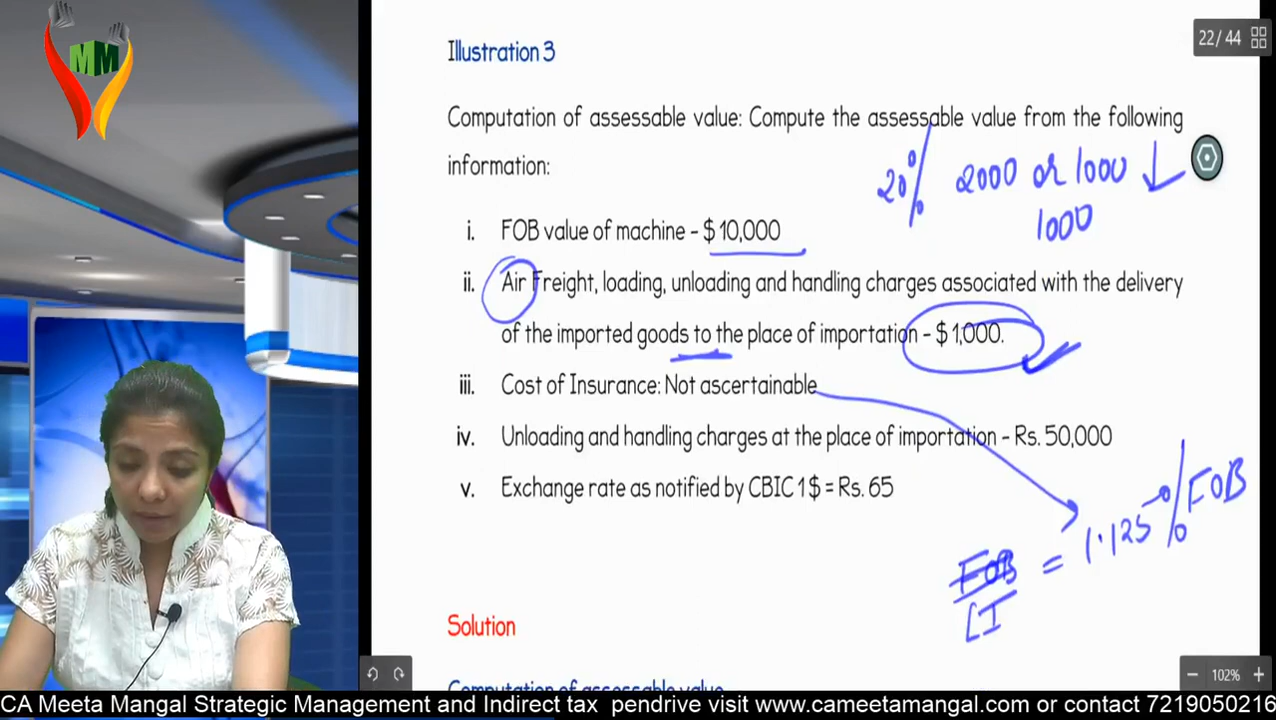 MM
22/44
Illustration 3
Computation of assessable value: Compute the assessable value from the following
information:
20% 2000 or 1000 ↓
1000
i. FOB value of machine - $ 10,000
ii. Air Freight, loading, unloading and handling charges associated with the delivery
of the imported goods to the place of importation - $ 1,000.
iii. Cost of Insurance: Not ascertainable
iv. Unloading and handling charges at the place of importation - Rs. 50,000
v. Exchange rate as notified by CBIC 1 $ = Rs. 65
FOB = 1.125% FOB
CI
Solution
Computation of assessable value
102%
CA Meeta Mangal Strategic Management and Indirect tax pendrive visit www.cameetamangal.com or contact 7219050216